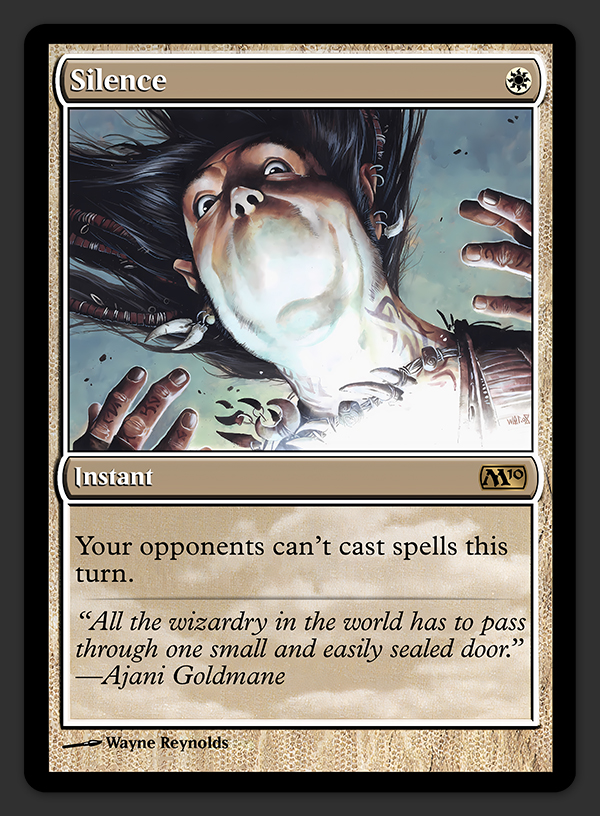 Silence
Instant
M10
Your opponents can't cast spells this
turn.
“All the wizardry in the world has to pass
through one small and easily sealed door.”
—Ajani Goldmane
Wayne Reynolds